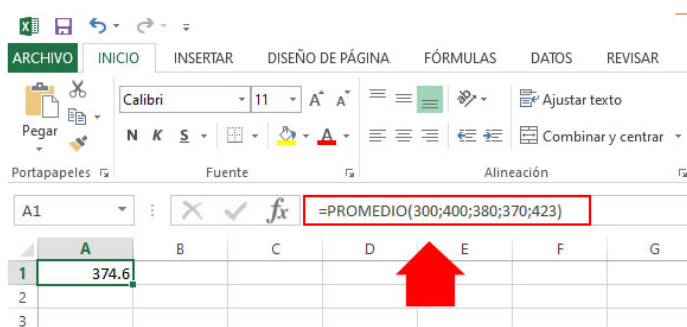 ARCHIVO INICIO INSERTAR DISEÑO DE PÁGINA FÓRMULAS DATOS REVISAR
Calibri 11 A A Ajustar texto
Pegar N K S A Combinar y centrar
Portapapeles Fuente Alineación
A1 fx =PROMEDIO(300;400;380;370;423)
A B C D E F G
1 374.6
2
3